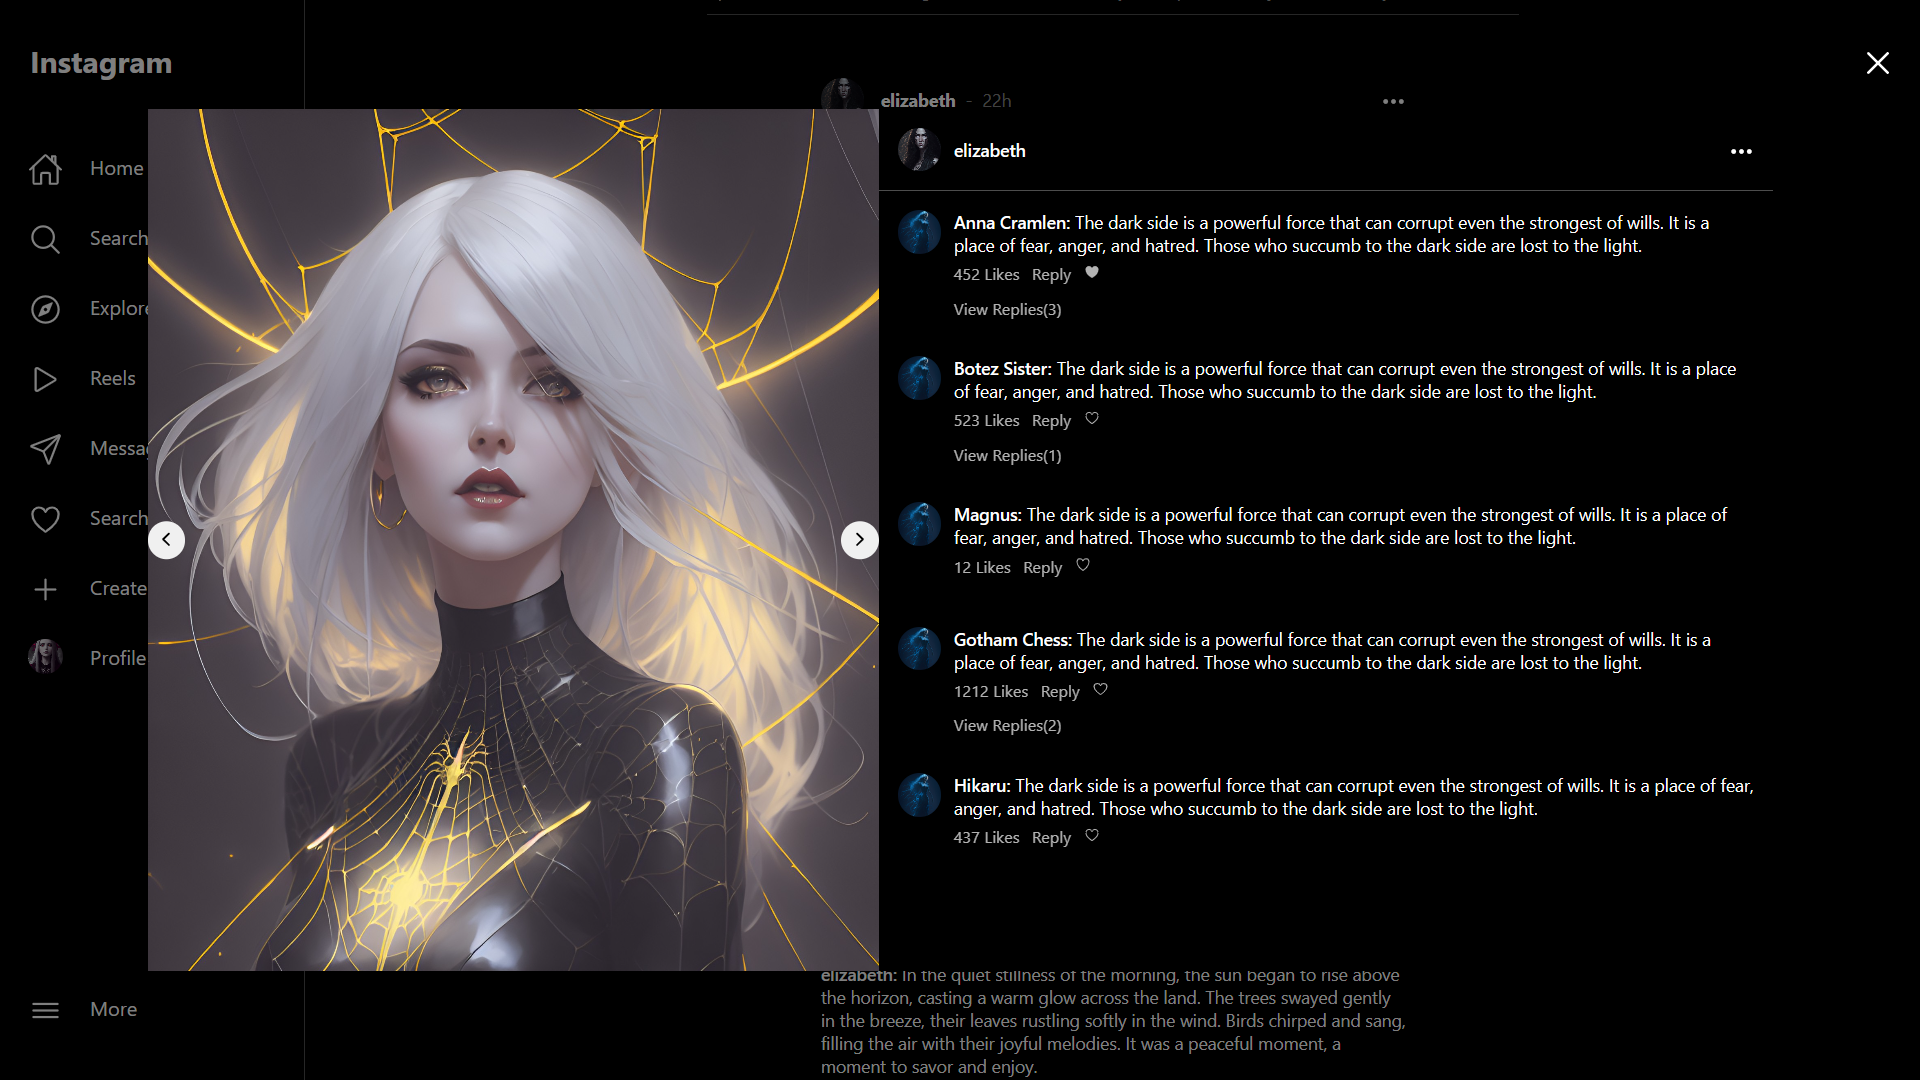 Instagram
Home
Search
Explore
Reels
Messa
Search
Create
Profile
More
elizabeth - 22h
elizabeth
Anna Cramlen: The dark side is a powerful force that can corrupt even the strongest of wills. It is a
place of fear, anger, and hatred. Those who succumb to the dark side are lost to the light.
452 Likes Reply
View Replies(3)
Botez Sister: The dark side is a powerful force that can corrupt even the strongest of wills. It is a place
of fear, anger, and hatred. Those who succumb to the dark side are lost to the light.
523 Likes Reply
View Replies(1)
Magnus: The dark side is a powerful force that can corrupt even the strongest of wills. It is a place of
fear, anger, and hatred. Those who succumb to the dark side are lost to the light.
12 Likes Reply
Gotham Chess: The dark side is a powerful force that can corrupt even the strongest of wills. It is a
place of fear, anger, and hatred. Those who succumb to the dark side are lost to the light.
1212 Likes Reply
View Replies(2)
Hikaru: The dark side is a powerful force that can corrupt even the strongest of wills. It is a place of fear,
anger, and hatred. Those who succumb to the dark side are lost to the light.
437 Likes Reply
elizabeth: In the quiet stillness of the morning, the sun began to rise above
the horizon, casting a warm glow across the land. The trees swayed gently
in the breeze, their leaves rustling softly in the wind. Birds chirped and sang,
filling the air with their joyful melodies. It was a peaceful moment, a
moment to savor and enjoy.